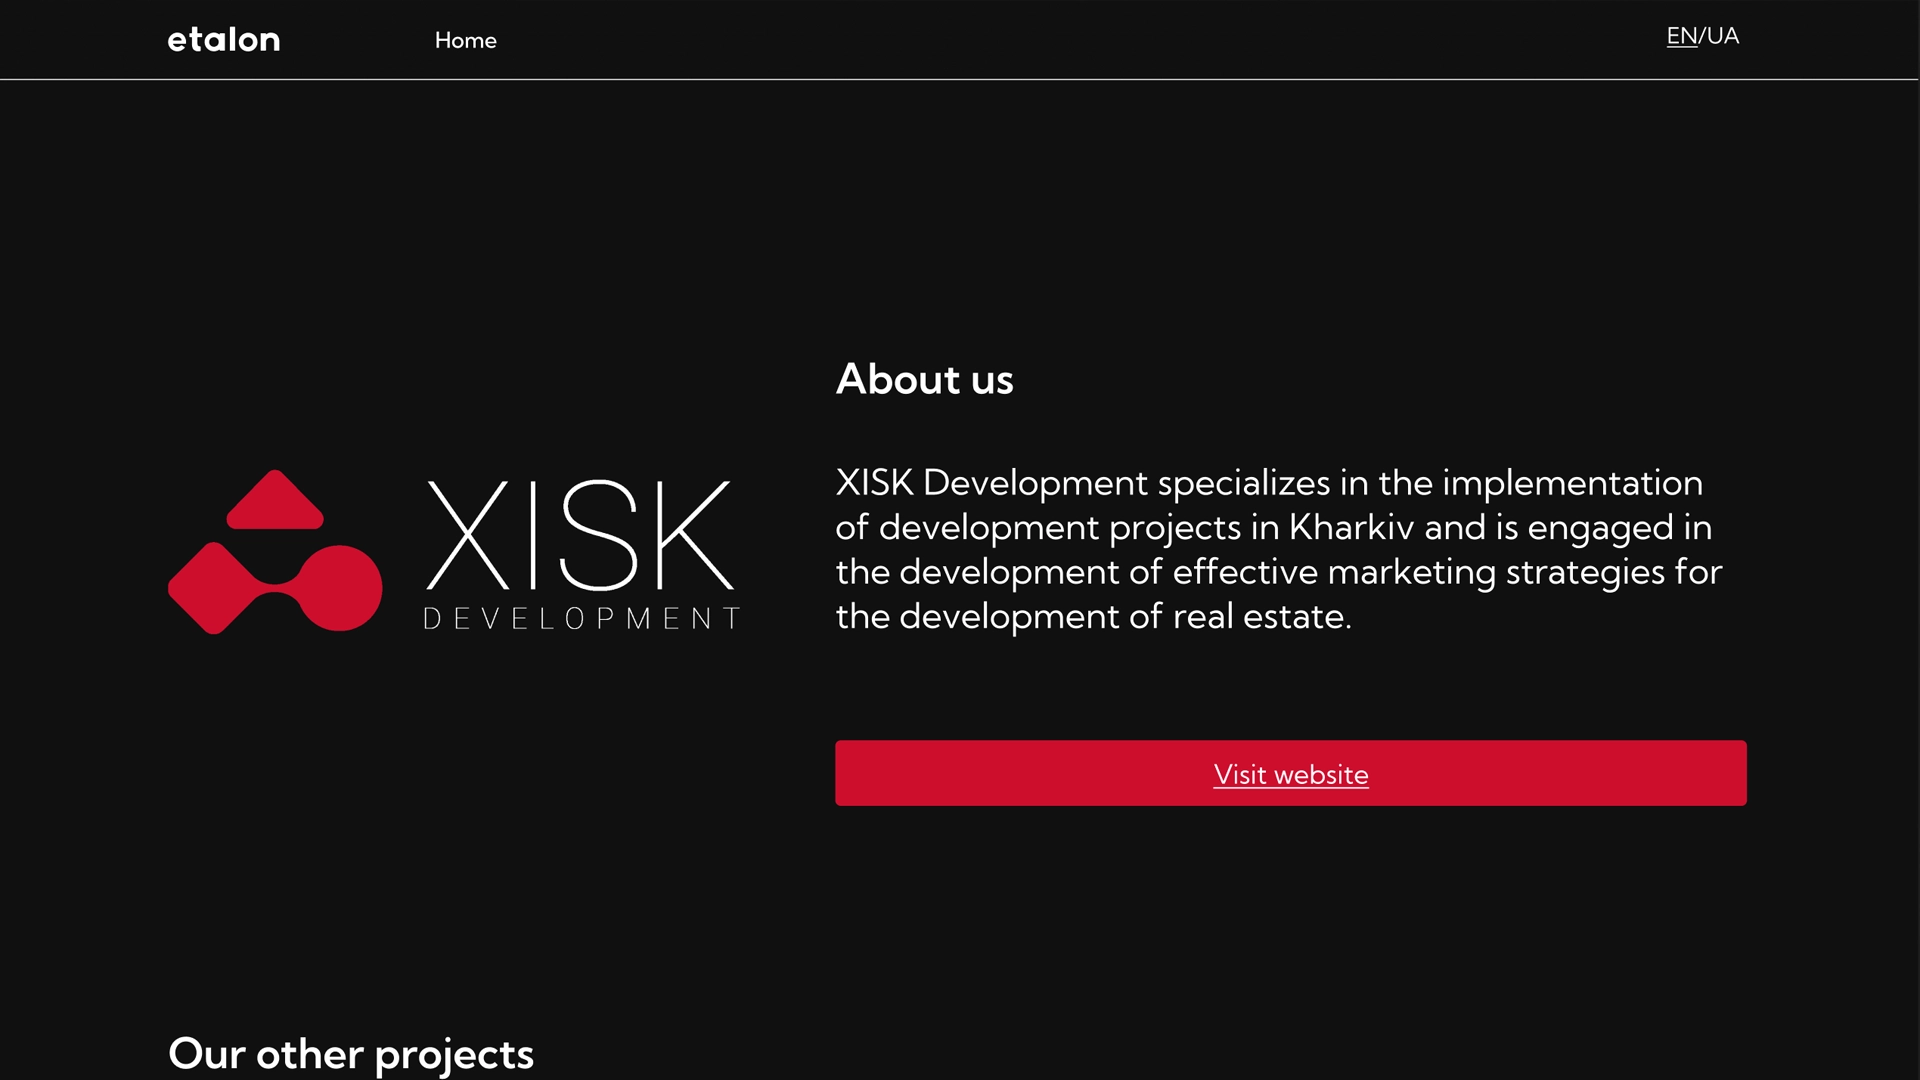 etalon
Home
EN/UA
About us
XISK
DEVELOPMENT
XISK Development specializes in the implementation
of development projects in Kharkiv and is engaged in
the development of effective marketing strategies for
the development of real estate.
Visit website
Our other projects